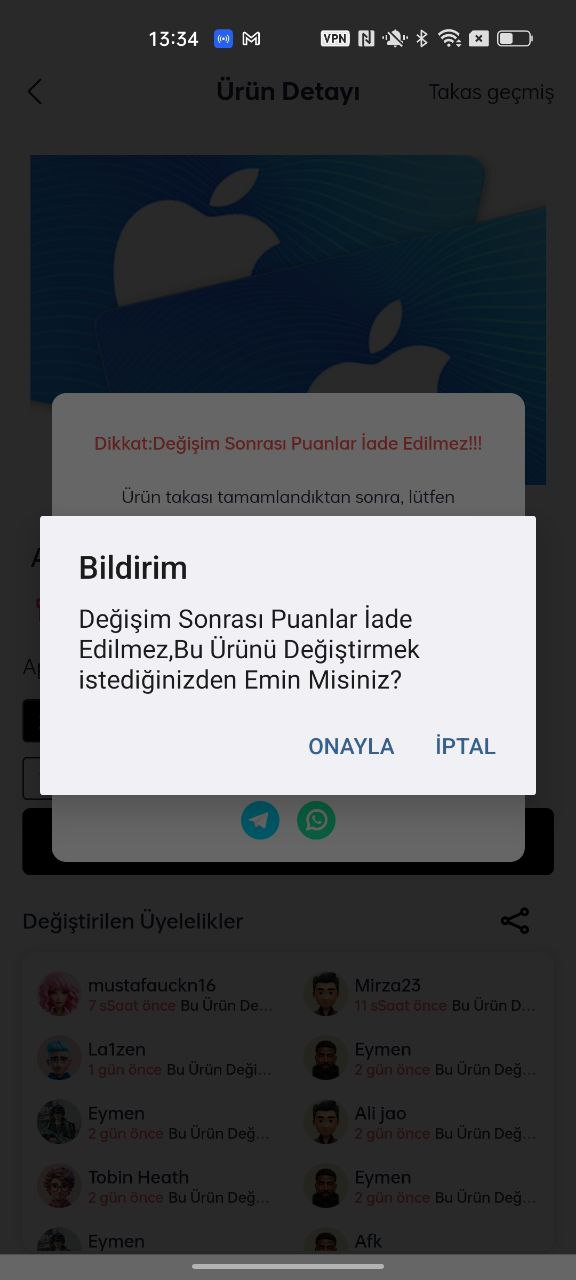 13:34
VPN
Ürün Detayı
Takas geçmiş
Dikkat:Değişim Sonrası Puanlar İade Edilmez!!!
Ürün takası tamamlandıktan sonra, lütfen
Bildirim
Değişim Sonrası Puanlar İade
Edilmez,Bu Ürünü Değiştirmek
istediğinizden Emin Misiniz?
ONAYLA
İPTAL
Değiştirilen Üyelelikler
mustafauckn16
7 sSaat önce Bu Ürün De...
Mirza23
11 sSaat önce Bu Ürün D...
La1zen
1 gün önce Bu Ürün Deği...
Eymen
2 gün önce Bu Ürün Değ...
Eymen
2 gün önce Bu Ürün Değ...
Ali jao
2 gün önce Bu Ürün Değ...
Tobin Heath
2 gün önce Bu Ürün Değ...
Eymen
2 gün önce Bu Ürün Değ...
Eymen
Afk